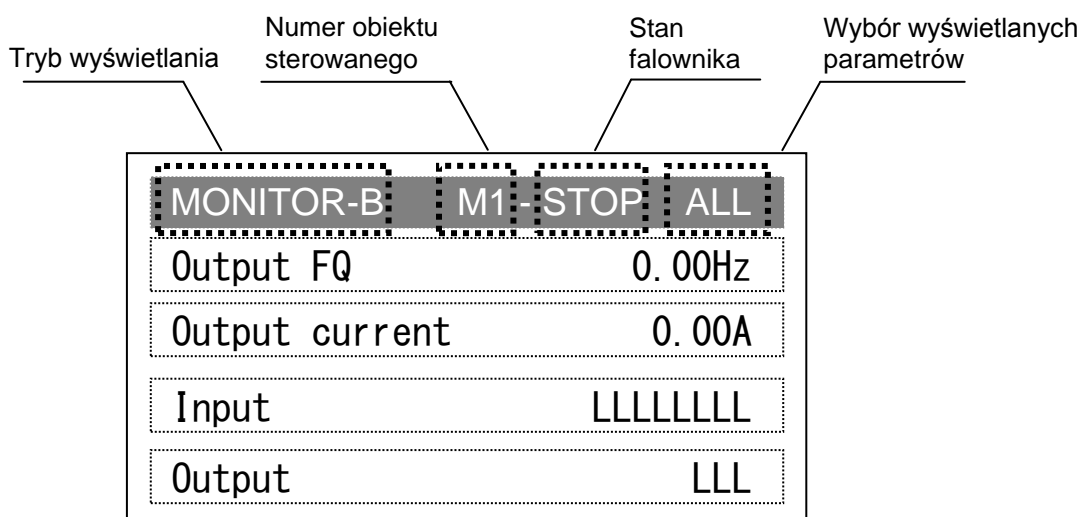 Tryb wyświetlania
Numer obiektu
sterowanego
Stan
falownika
Wybór wyświetlanych
parametrów
MONITOR-B M1 - STOP ALL
Output FQ 0.00Hz
Output current 0.00A
Input LLLLLLLL
Output LLL